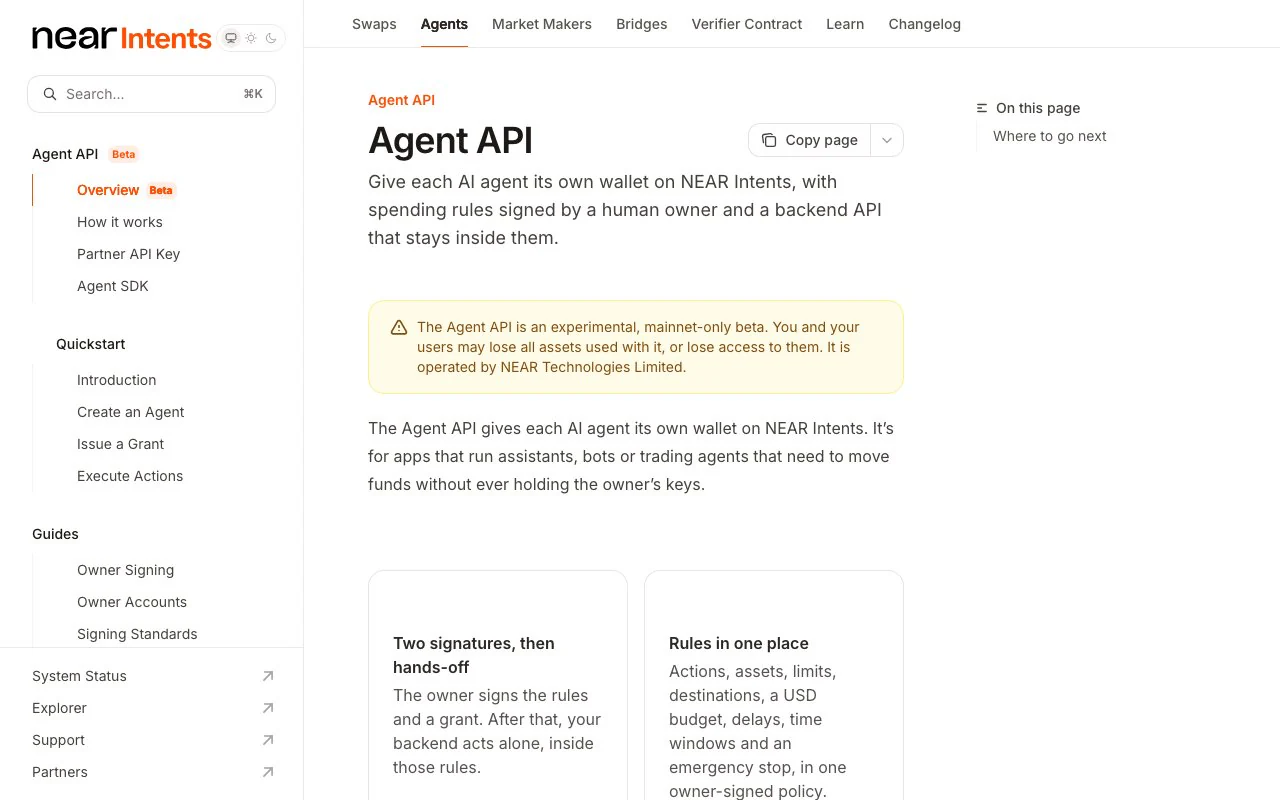 near Intents
Search...
⌘K
Agent API Beta
Overview Beta
How it works
Partner API Key
Agent SDK
Quickstart
Introduction
Create an Agent
Issue a Grant
Execute Actions
Guides
Owner Signing
Owner Accounts
Signing Standards
System Status
Explorer
Support
Partners
Swaps
Agents
Market Makers
Bridges
Verifier Contract
Learn
Changelog
Agent API
Agent API
Copy page
Give each AI agent its own wallet on NEAR Intents, with
spending rules signed by a human owner and a backend API
that stays inside them.
The Agent API is an experimental, mainnet-only beta. You and your
users may lose all assets used with it, or lose access to them. It is
operated by NEAR Technologies Limited.
The Agent API gives each AI agent its own wallet on NEAR Intents. It’s
for apps that run assistants, bots or trading agents that need to move
funds without ever holding the owner’s keys.
Two signatures, then
hands-off
The owner signs the rules
and a grant. After that, your
backend acts alone, inside
those rules.
Rules in one place
Actions, assets, limits,
destinations, a USD
budget, delays, time
windows and an
emergency stop, in one
owner-signed policy.
On this page
Where to go next